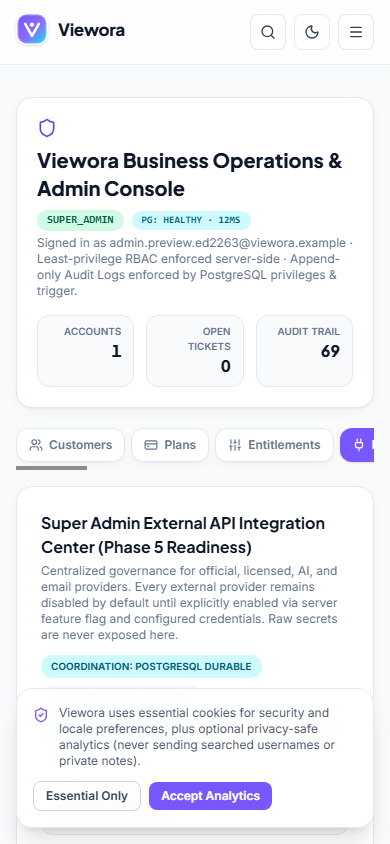 Viewora
Viewora Business Operations &
Admin Console
SUPER_ADMIN
PG: HEALTHY · 12MS
Signed in as admin.preview.ed2263@viewora.example ·
Least-privilege RBAC enforced server-side · Append-
only Audit Logs enforced by PostgreSQL privileges &
trigger.
ACCOUNTS
1
OPEN
TICKETS
0
AUDIT TRAIL
69
Customers
Plans
Entitlements
Super Admin External API Integration
Center (Phase 5 Readiness)
Centralized governance for official, licensed, AI, and
email providers. Every external provider remains
disabled by default until explicitly enabled via server
feature flag and configured credentials. Raw secrets
are never exposed here.
COORDINATION: POSTGRESQL DURABLE
Viewora uses essential cookies for security and
locale preferences, plus optional privacy-safe
analytics (never sending searched usernames or
private notes).
Essential Only
Accept Analytics